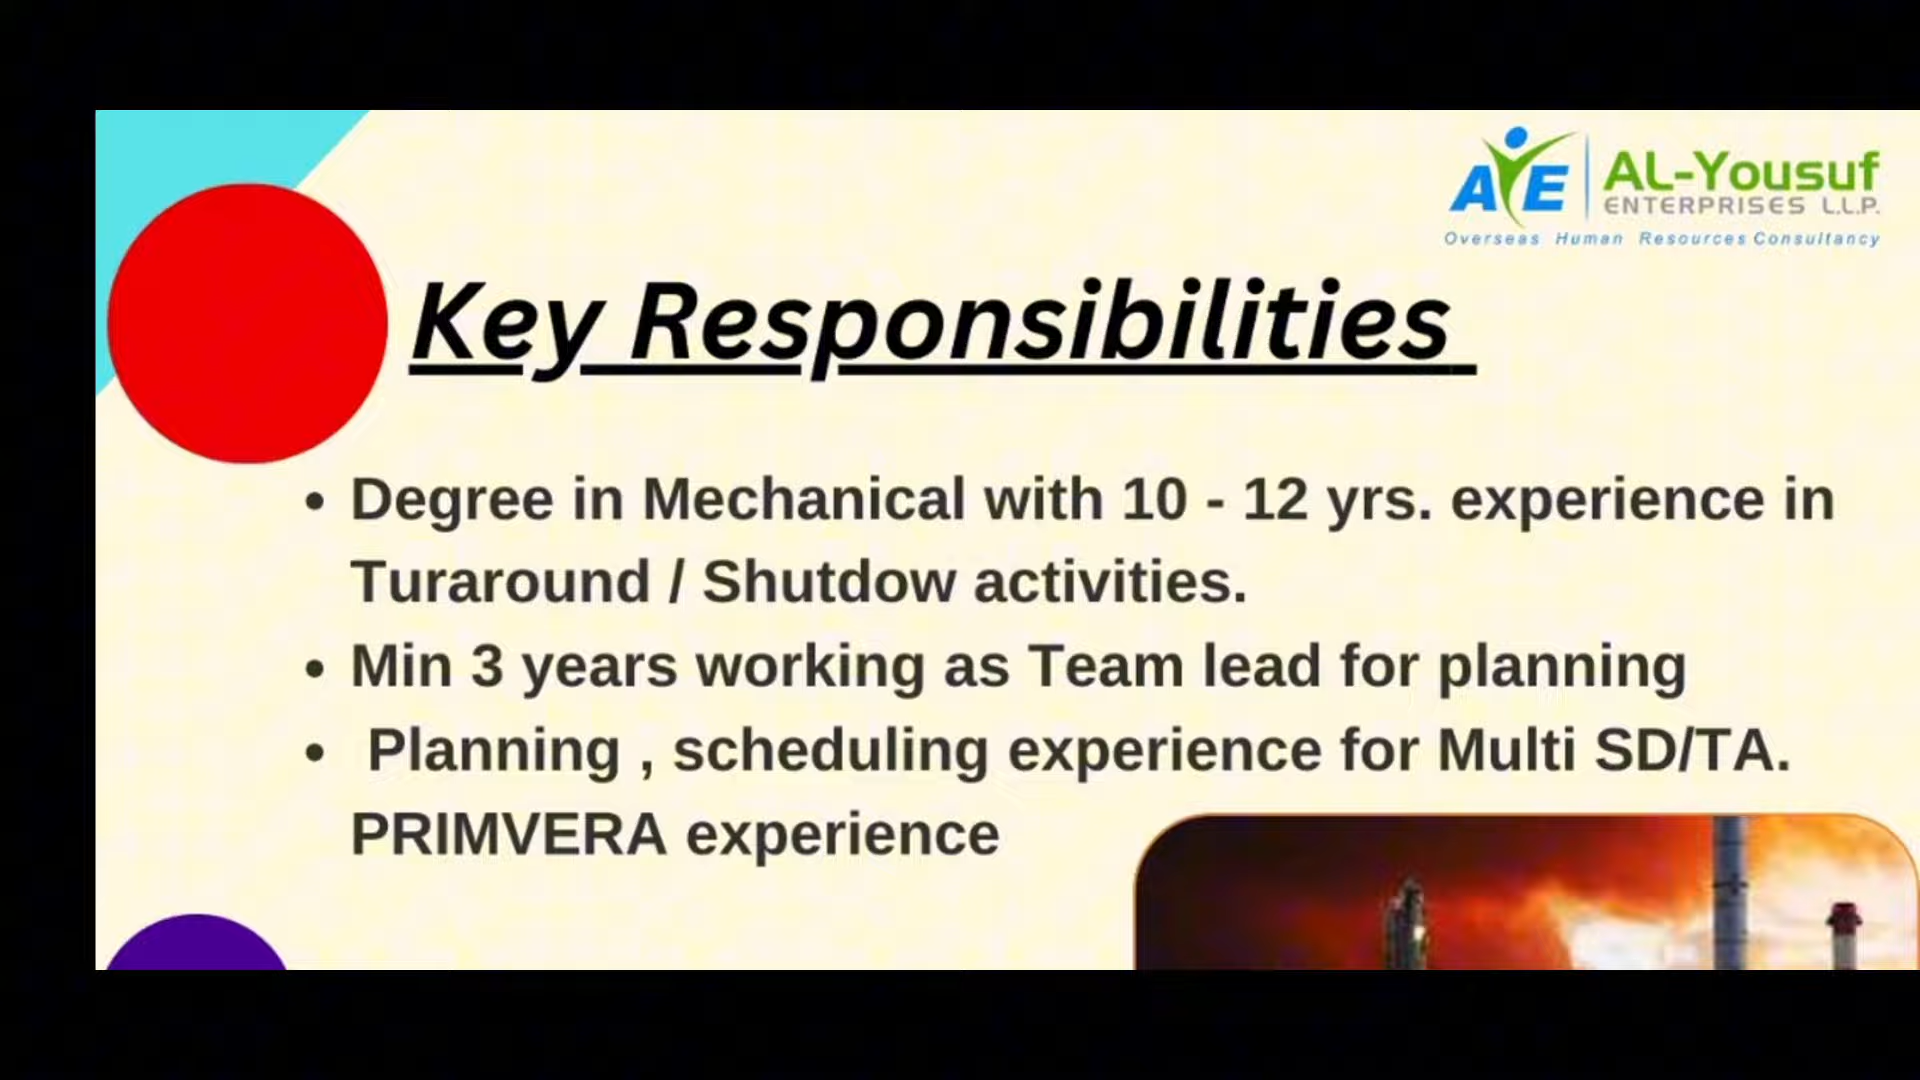 AYE
AL-Yousuf
ENTERPRISES L.L.P.
Overseas Human Resources Consultancy
Key Responsibilities
• Degree in Mechanical with 10 - 12 yrs. experience in
Turaround / Shutdow activities.
• Min 3 years working as Team lead for planning
• Planning , scheduling experience for Multi SD/TA.
PRIMVERA experience